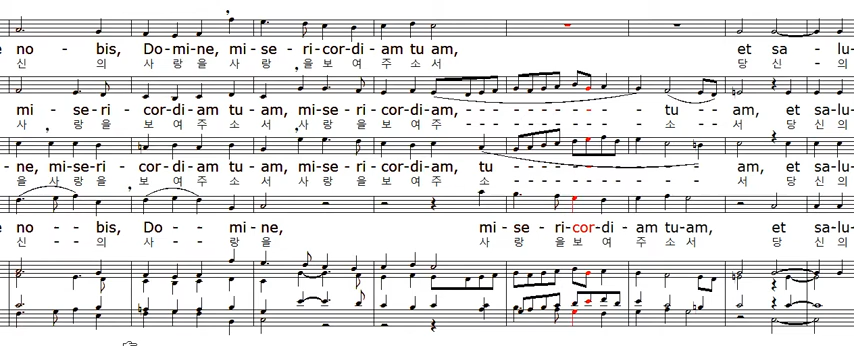 e no - bis, Do-mi-ne, mi-se-ri-cor-di-am tu am, et sa-lu-
신 의 사 랑 을 사 랑 을 보 여 주 소 서 당 신 - 의
mi-se-ri-cor-di-am tu-am, mi-se-ri-cor-di-am, - - - - - - - - tu - - am, et sa-lu-
사 랑 을 보 여 주 소 서 사 랑 을 보 여 주 - - - - - - - - 소 - - 서 당 신 의
-ne, mi-se-ri-cor-di-am tu-am, mi-se-ri-cor-di-am, tu - - - - - - - - am, et sa-lu-
을 사 랑 을 보 여 주 소 서 사 랑 을 보 여 주 소 - - - - - - - - 서 당 신 의
e no - - bis, Do - - mi-ne, mi-se-ri-cor-di-am tu-am, et sa-lu-
신 - - 의 사 - - 랑 을 사 랑 을 보 여 주 소 서 당 신 의